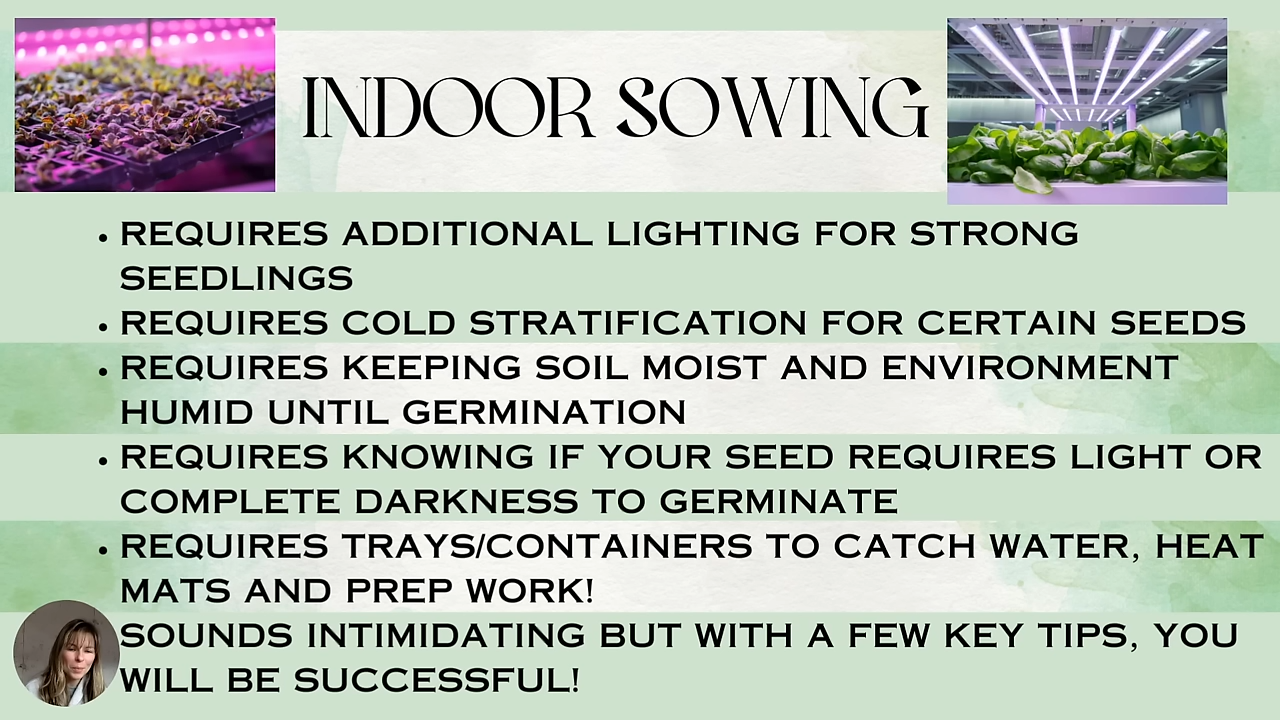 INDOOR SOWING
• REQUIRES ADDITIONAL LIGHTING FOR STRONG
SEEDLINGS
• REQUIRES COLD STRATIFICATION FOR CERTAIN SEEDS
• REQUIRES KEEPING SOIL MOIST AND ENVIRONMENT
HUMID UNTIL GERMINATION
• REQUIRES KNOWING IF YOUR SEED REQUIRES LIGHT OR
COMPLETE DARKNESS TO GERMINATE
• REQUIRES TRAYS/CONTAINERS TO CATCH WATER, HEAT
MATS AND PREP WORK!
SOUNDS INTIMIDATING BUT WITH A FEW KEY TIPS, YOU
WILL BE SUCCESSFUL!